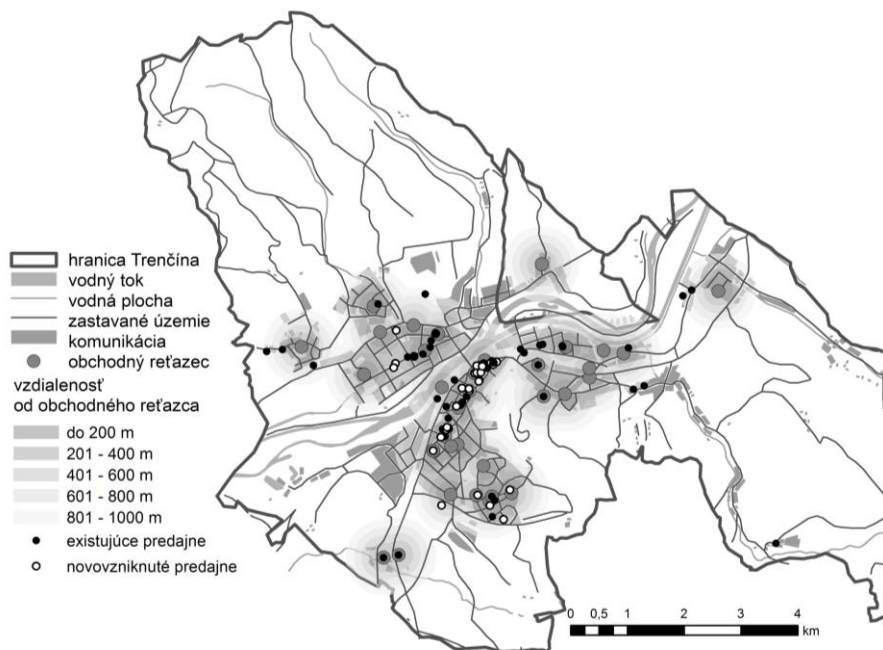 hranica Trenčína
vodný tok
vodná plocha
zastavané územie
komunikácia
obchodný reťazec
vzdialenosť
od obchodného reťazca
do 200 m
201 - 400 m
401 - 600 m
601 - 800 m
801 - 1000 m
existujúce predajne
novovzniknuté predajne
0 0,5 1 2 3 4
km